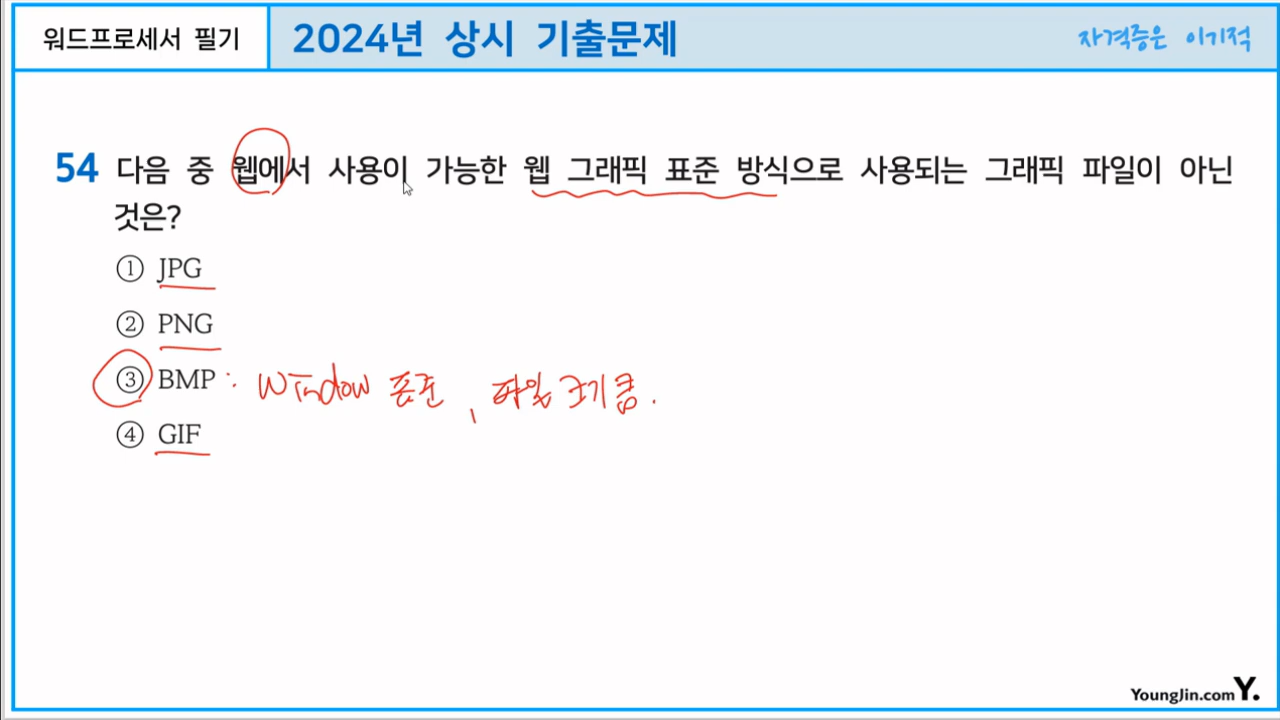 워드프로세서 필기
2024년 상시 기출문제
자격증은 이기적
54 다음 중 웹에서 사용이 가능한 웹 그래픽 표준 방식으로 사용되는 그래픽 파일이 아닌
것은?
① JPG
② PNG
③ BMP : Window 표준, 파일 크기 큼.
④ GIF
YoungJin.com Y.